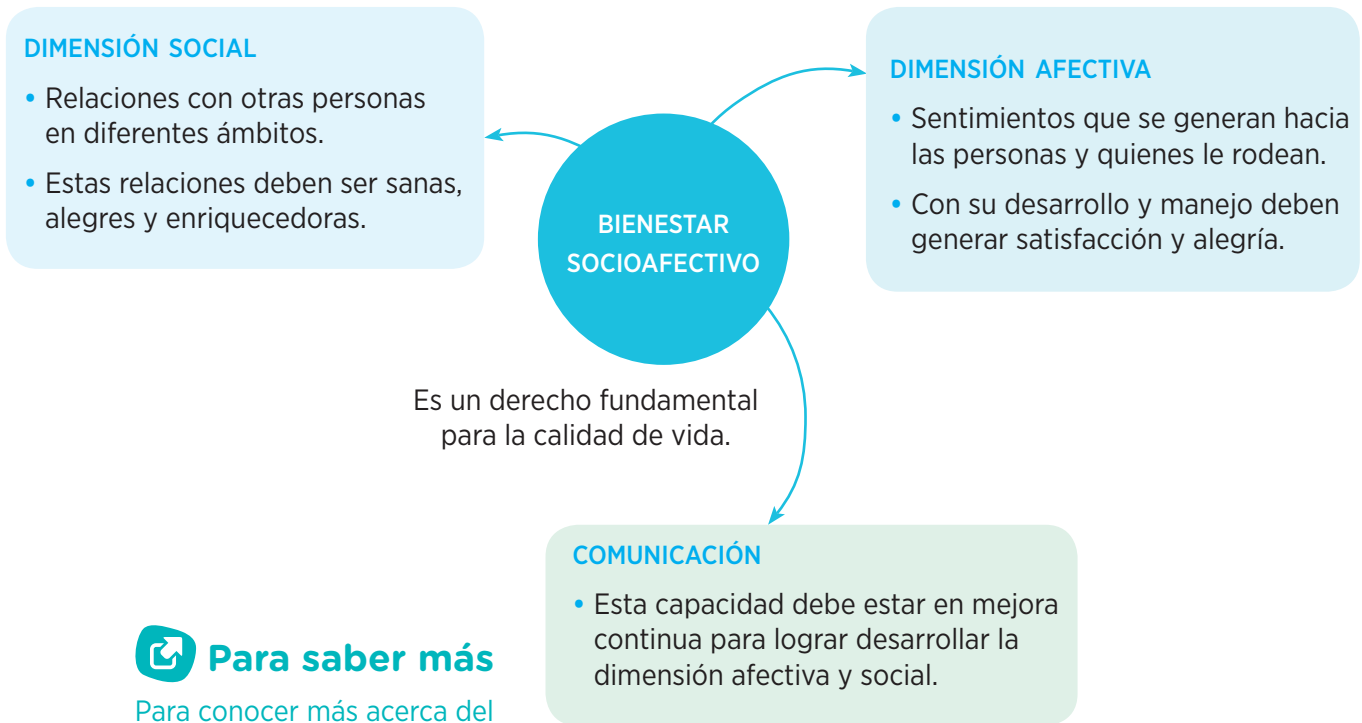 DIMENSIÓN SOCIAL
• Relaciones con otras personas
en diferentes ámbitos.
• Estas relaciones deben ser sanas,
alegres y enriquecedoras.
DIMENSIÓN AFECTIVA
• Sentimientos que se generan hacia
las personas y quienes le rodean.
• Con su desarrollo y manejo deben
generar satisfacción y alegría.
BIENESTAR
SOCIOAFECTIVO
Es un derecho fundamental
para la calidad de vida.
COMUNICACIÓN
• Esta capacidad debe estar en mejora
continua para lograr desarrollar la
dimensión afectiva y social.
Para saber más
Para conocer más acerca del